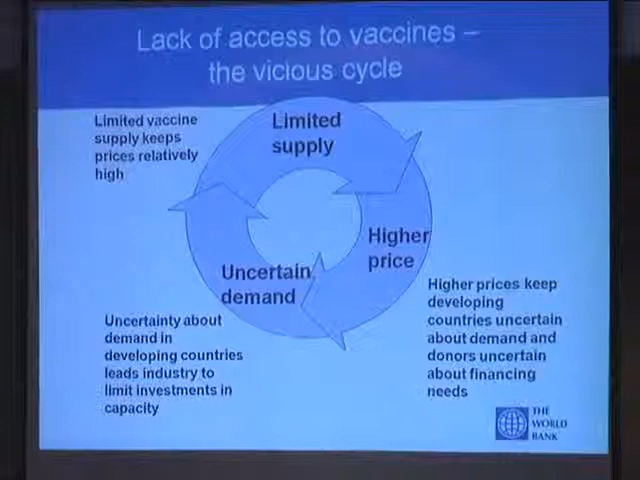 Lack of access to vaccines –
the vicious cycle
Limited vaccine
supply keeps
prices relatively
high
Limited
supply
Higher
price
Uncertain
demand
Higher prices keep
developing
countries uncertain
about demand and
donors uncertain
about financing
needs
Uncertainty about
demand in
developing countries
leads industry to
limit investments in
capacity
THE
WORLD
BANK